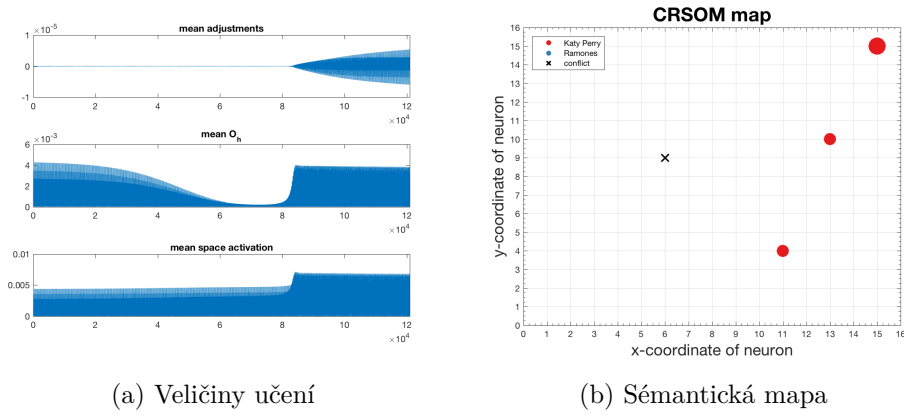 mean adjustments
×10⁻⁵
1
0
-1
0 2 4 6 8 10 12
×10⁴
mean Oₕ
×10⁻³
6
4
2
0
0 2 4 6 8 10 12
×10⁴
mean space activation
0.01
0.005
0
0 2 4 6 8 10 12
×10⁴
(a) Veličiny učení
CRSOM map
Katy Perry
Ramones
conflict
16
15
14
13
12
11
10
9
8
7
6
5
4
3
2
1
0
0 1 2 3 4 5 6 7 8 9 10 11 12 13 14 15 16
y-coordinate of neuron
x-coordinate of neuron
(b) Sémantická mapa